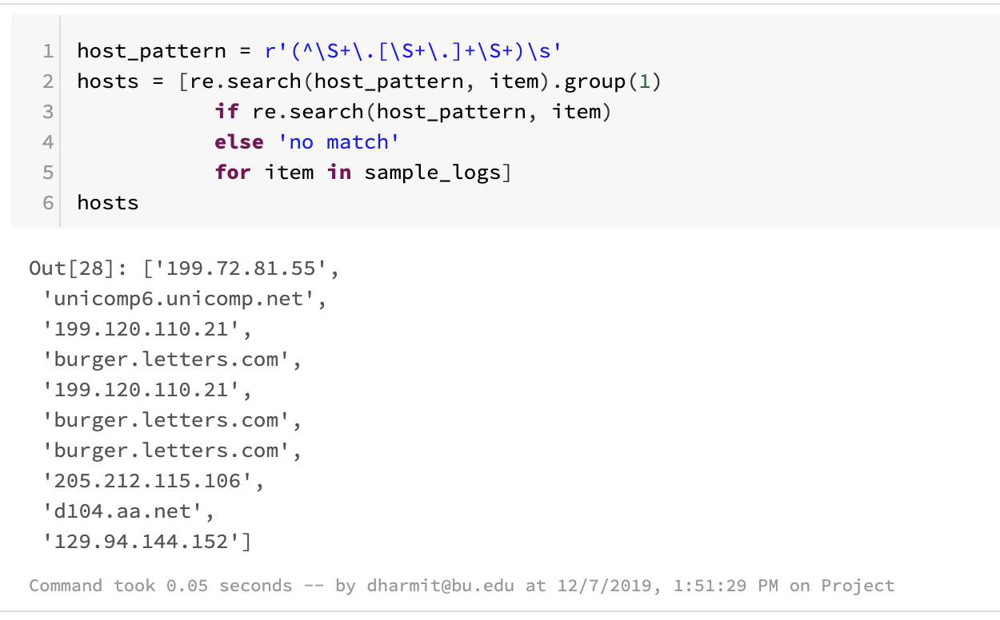 1 host_pattern = r'(^\S+\.[\S+\.]+\S+)\s'
2 hosts = [re.search(host_pattern, item).group(1)
3            if re.search(host_pattern, item)
4            else 'no match'
5            for item in sample_logs]
6 hosts
Out[28]: ['199.72.81.55',
 'unicomp6.unicomp.net',
 '199.120.110.21',
 'burger.letters.com',
 '199.120.110.21',
 'burger.letters.com',
 'burger.letters.com',
 '205.212.115.106',
 'd104.aa.net',
 '129.94.144.152']
Command took 0.05 seconds -- by dharmit@bu.edu at 12/7/2019, 1:51:29 PM on Project